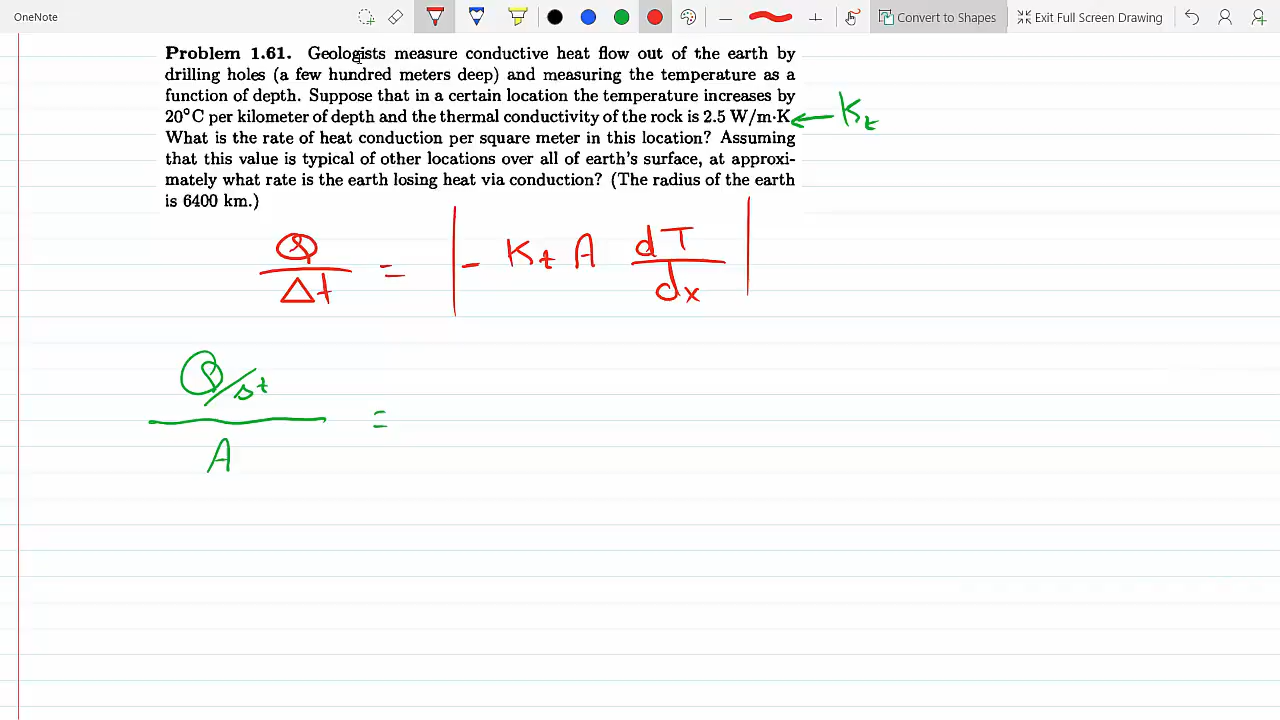 OneNote
Convert to Shapes
Exit Full Screen Drawing
Problem 1.61. Geologists measure conductive heat flow out of the earth by
drilling holes (a few hundred meters deep) and measuring the temperature as a
function of depth. Suppose that in a certain location the temperature increases by
20°C per kilometer of depth and the thermal conductivity of the rock is 2.5 W/m·K.
What is the rate of heat conduction per square meter in this location? Assuming
that this value is typical of other locations over all of earth's surface, at approxi-
mately what rate is the earth losing heat via conduction? (The radius of the earth
is 6400 km.)
← K_t
Q/Δt = | - K_t A dT/dx |
(Q/Δt)/A =